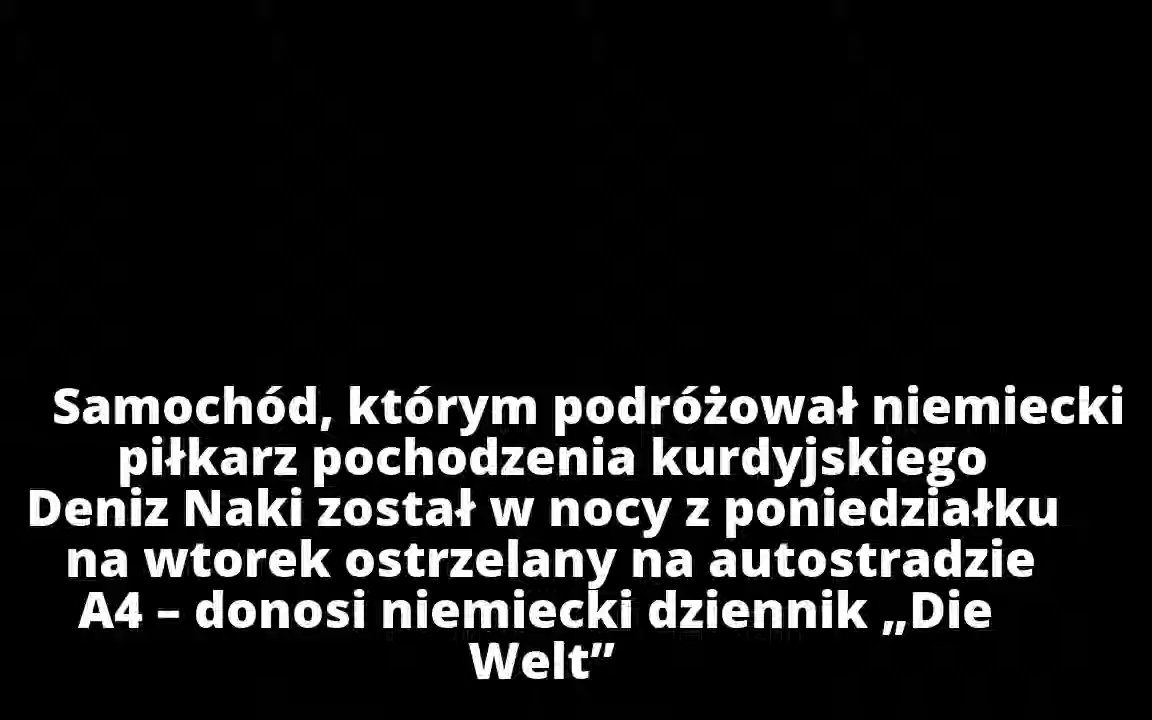 Samochód, którym podróżował niemiecki
piłkarz pochodzenia kurdyjskiego
Deniz Naki został w nocy z poniedziałku
na wtorek ostrzelany na autostradzie
A4 – donosi niemiecki dziennik „Die
Welt”